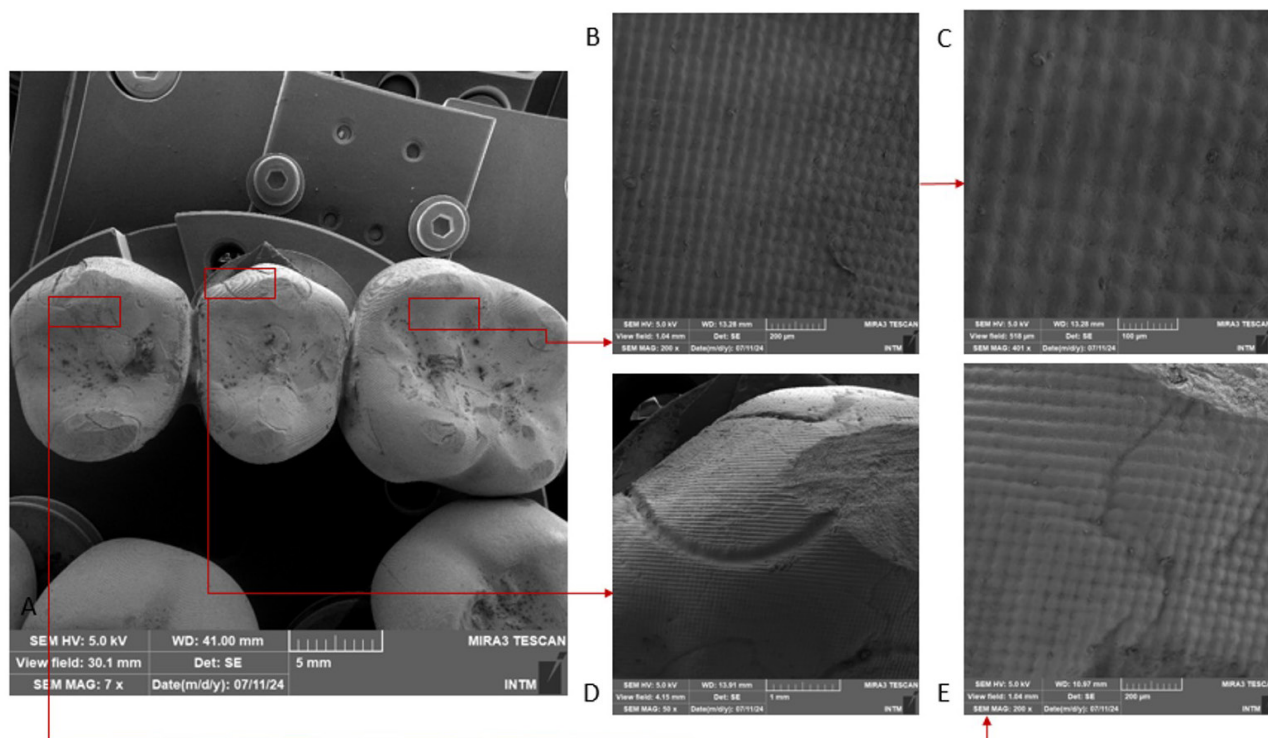 B
C
A
SEM HV: 5.0 kV WD: 41.00 mm MIRA3 TESCAN
View field: 30.1 mm Det: SE 5 mm
SEM MAG: 7 x Date(m/d/y): 07/11/24 INTM
SEM HV: 5.0 kV WD: 13.28 mm MIRA3 TESCAN
View field: 1.04 mm Det: SE 200 µm
SEM MAG: 200 x Date(m/d/y): 07/11/24 INTM
SEM HV: 5.0 kV WD: 13.28 mm MIRA3 TESCAN
View field: 518 µm Det: SE 100 µm
SEM MAG: 401 x Date(m/d/y): 07/11/24 INTM
D
SEM HV: 5.0 kV WD: 13.91 mm MIRA3 TESCAN
View field: 4.15 mm Det: SE 1 mm
SEM MAG: 50 x Date(m/d/y): 07/11/24 INTM
E
SEM HV: 5.0 kV WD: 10.97 mm MIRA3 TESCAN
View field: 1.04 mm Det: SE 200 µm
SEM MAG: 200 x Date(m/d/y): 07/11/24 INTM